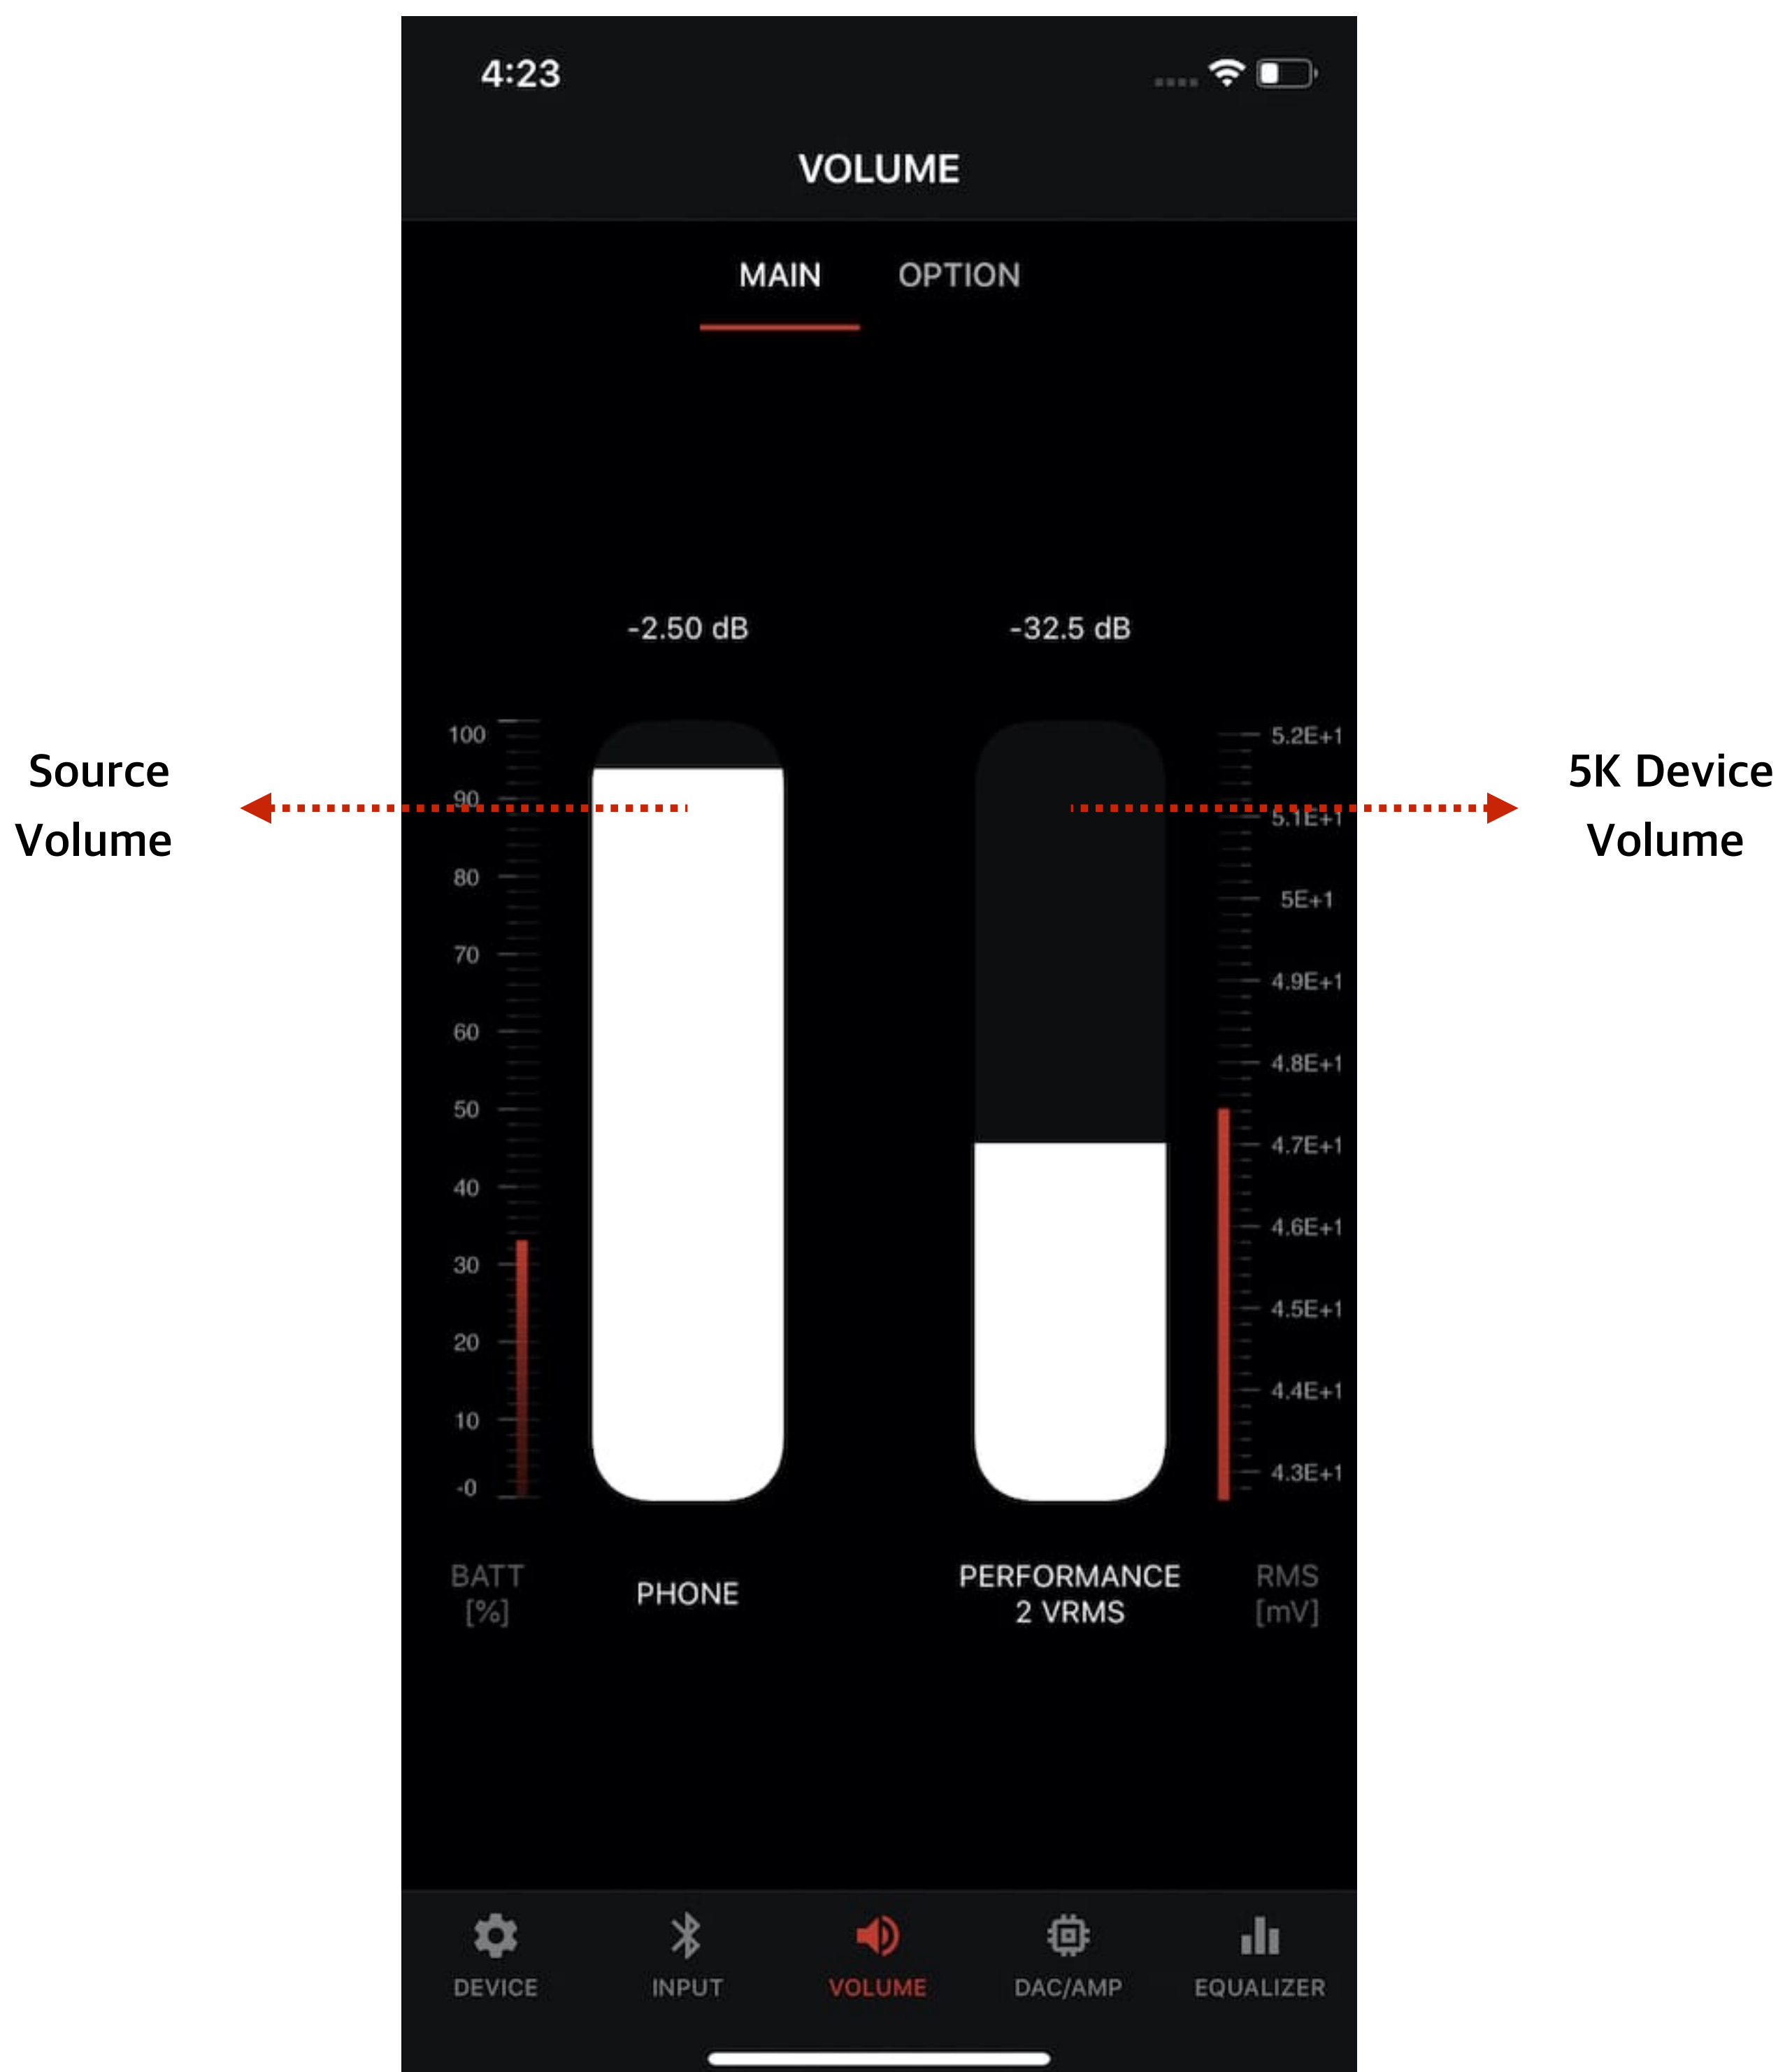 4:23
VOLUME
MAIN
OPTION
-2.50 dB
-32.5 dB
Source
Volume
5K Device
Volume
100
90
80
70
60
50
40
30
20
10
-0
5.2E+1
5.1E+1
5E+1
4.9E+1
4.8E+1
4.7E+1
4.6E+1
4.5E+1
4.4E+1
4.3E+1
BATT
[%]
PHONE
PERFORMANCE
2 VRMS
RMS
[mV]
DEVICE
INPUT
VOLUME
DAC/AMP
EQUALIZER